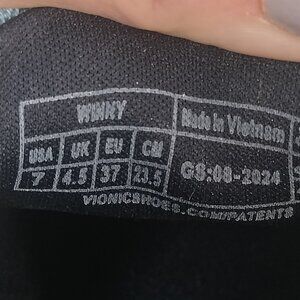 WINNY Made in Vietnam
USA UK EU CM GS:08-2024
7 4.5 37 23.5
VIONICSHOES.COM/PATENTS